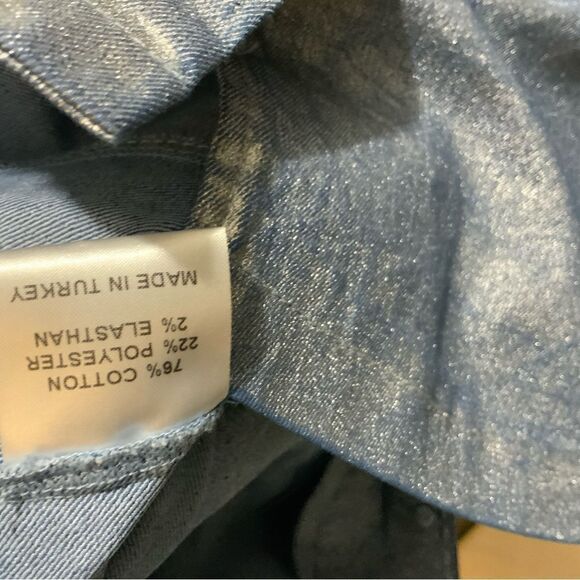 76% COTTON
22% POLYESTER
2% ELASTHAN
MADE IN TURKEY